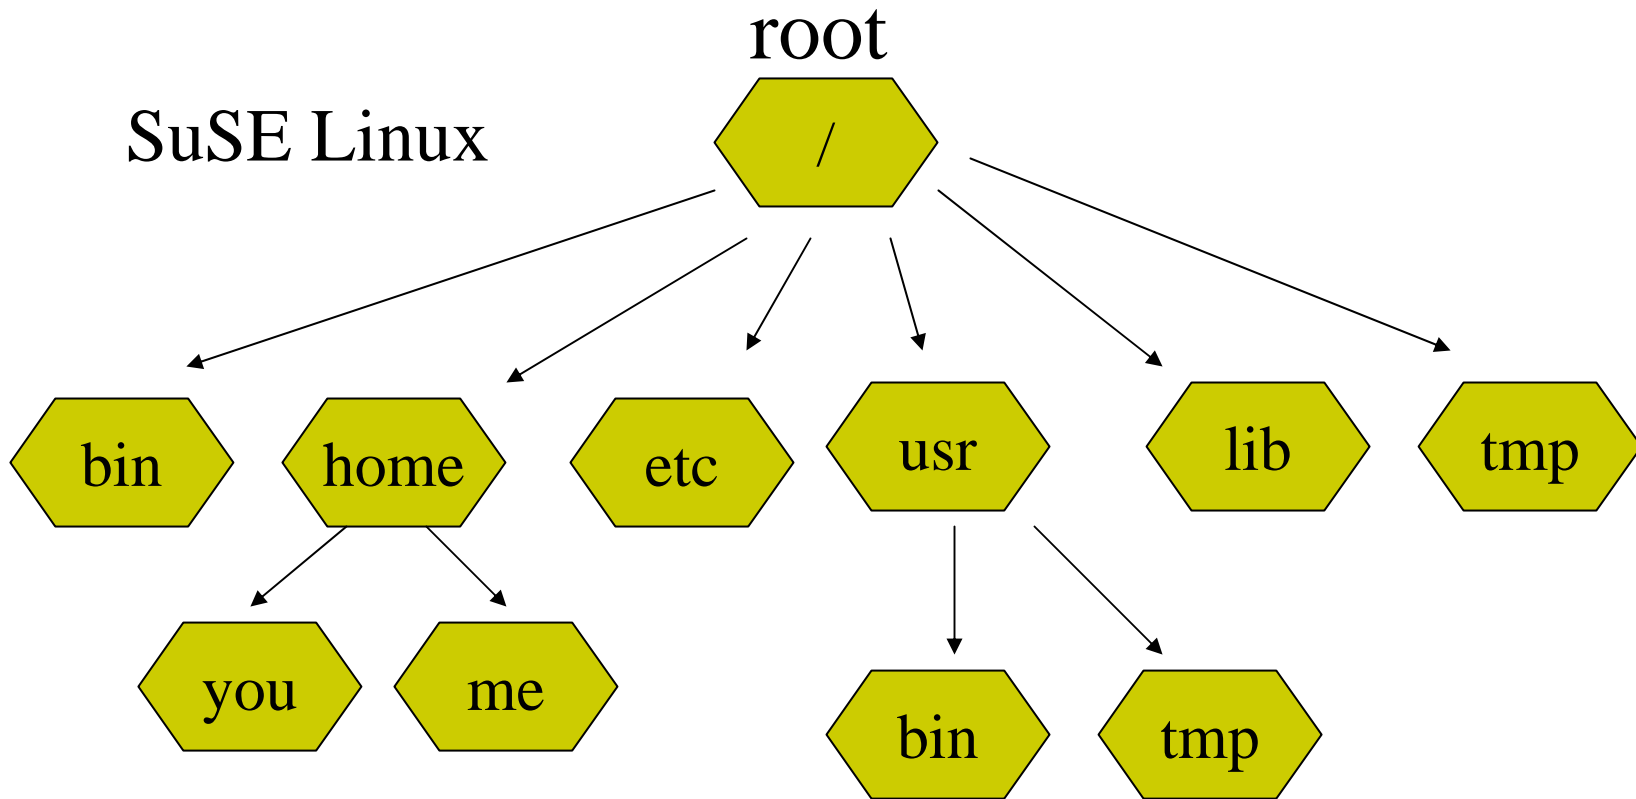 root
SuSE Linux
/
bin
home
etc
usr
lib
tmp
you
me
bin
tmp